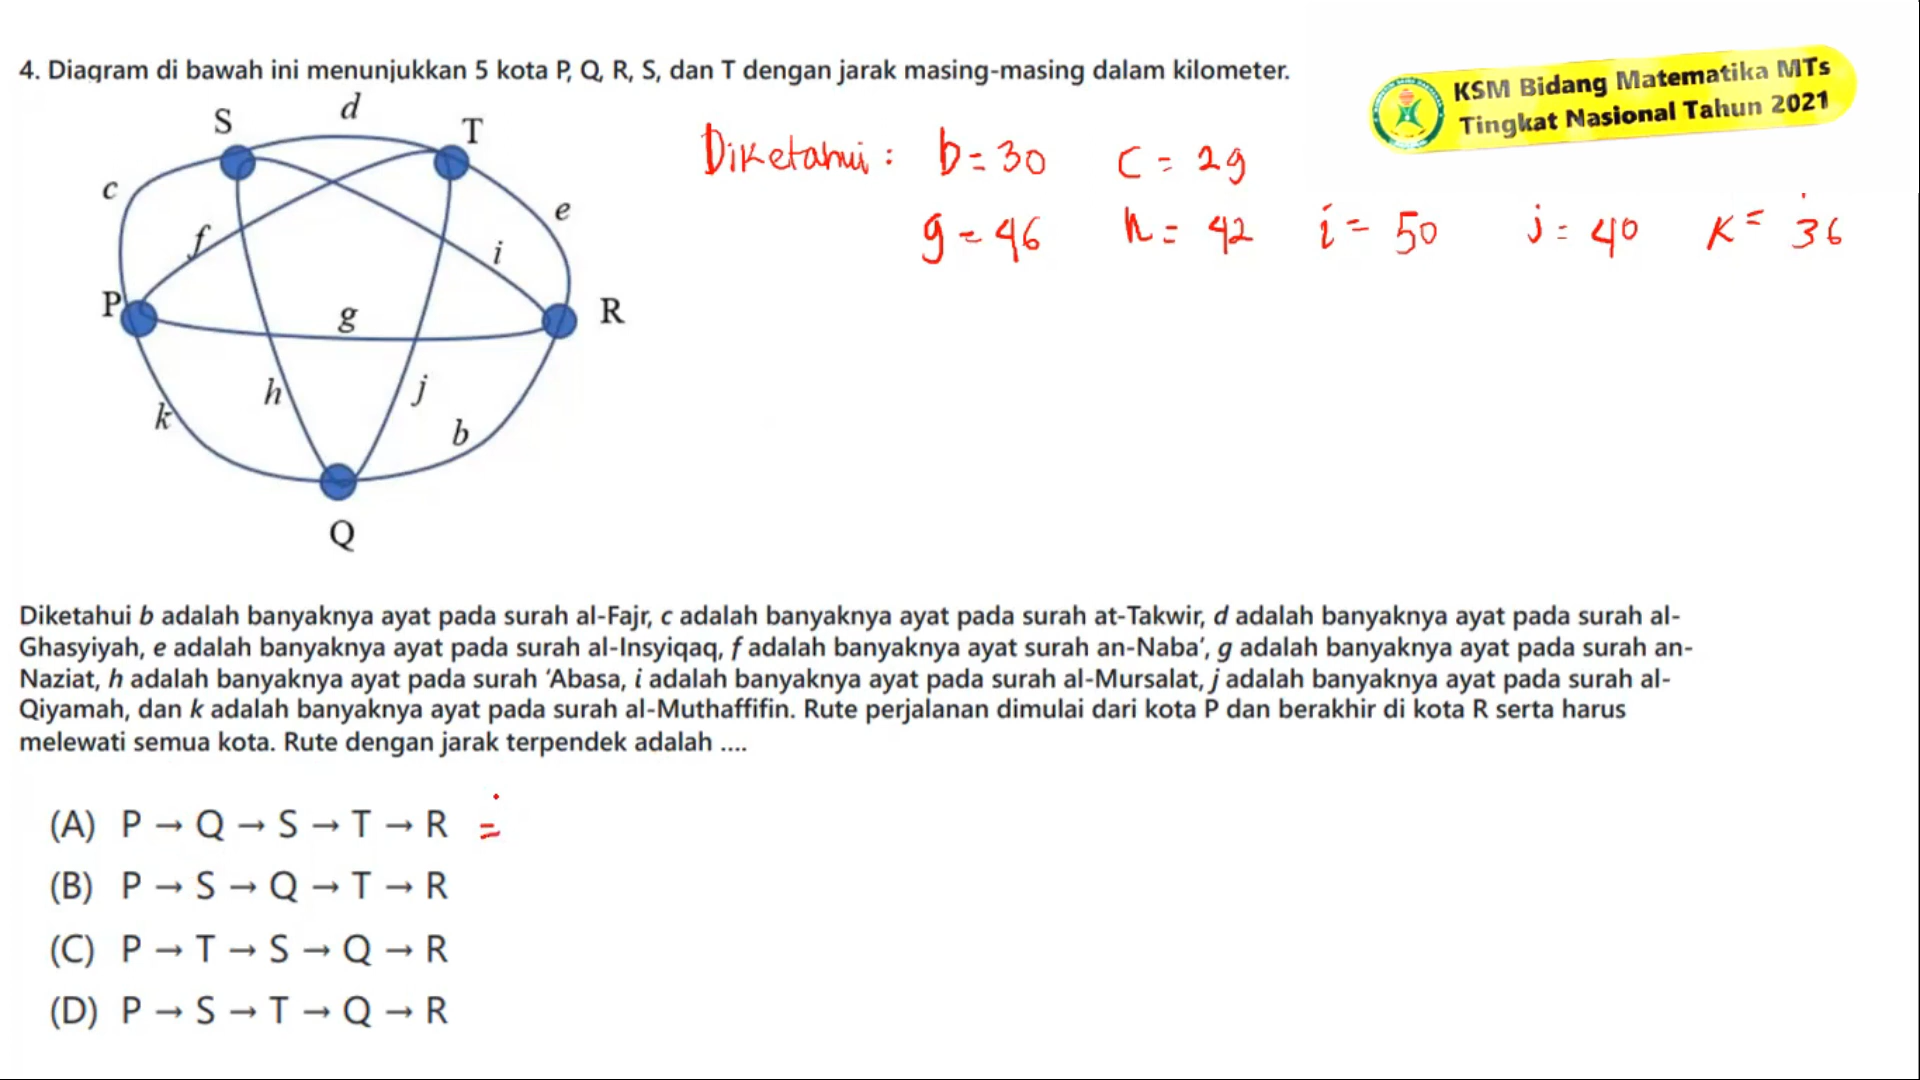 4. Diagram di bawah ini menunjukkan 5 kota P, Q, R, S, dan T dengan jarak masing-masing dalam kilometer.
KSM Bidang Matematika MTs
Tingkat Nasional Tahun 2021
S
d
T
c
f
e
i
P
g
R
h
j
k
b
Q
Diketahui : b = 30 c = 29
g = 46 h = 42 i = 50 j = 40 k = 36
Diketahui b adalah banyaknya ayat pada surah al-Fajr, c adalah banyaknya ayat pada surah at-Takwir, d adalah banyaknya ayat pada surah al-
Ghasyiyah, e adalah banyaknya ayat pada surah al-Insyiqaq, f adalah banyaknya ayat surah an-Naba’, g adalah banyaknya ayat pada surah an-
Naziat, h adalah banyaknya ayat pada surah ‘Abasa, i adalah banyaknya ayat pada surah al-Mursalat, j adalah banyaknya ayat pada surah al-
Qiyamah, dan k adalah banyaknya ayat pada surah al-Muthaffifin. Rute perjalanan dimulai dari kota P dan berakhir di kota R serta harus
melewati semua kota. Rute dengan jarak terpendek adalah ....
(A) P → Q → S → T → R =
(B) P → S → Q → T → R
(C) P → T → S → Q → R
(D) P → S → T → Q → R